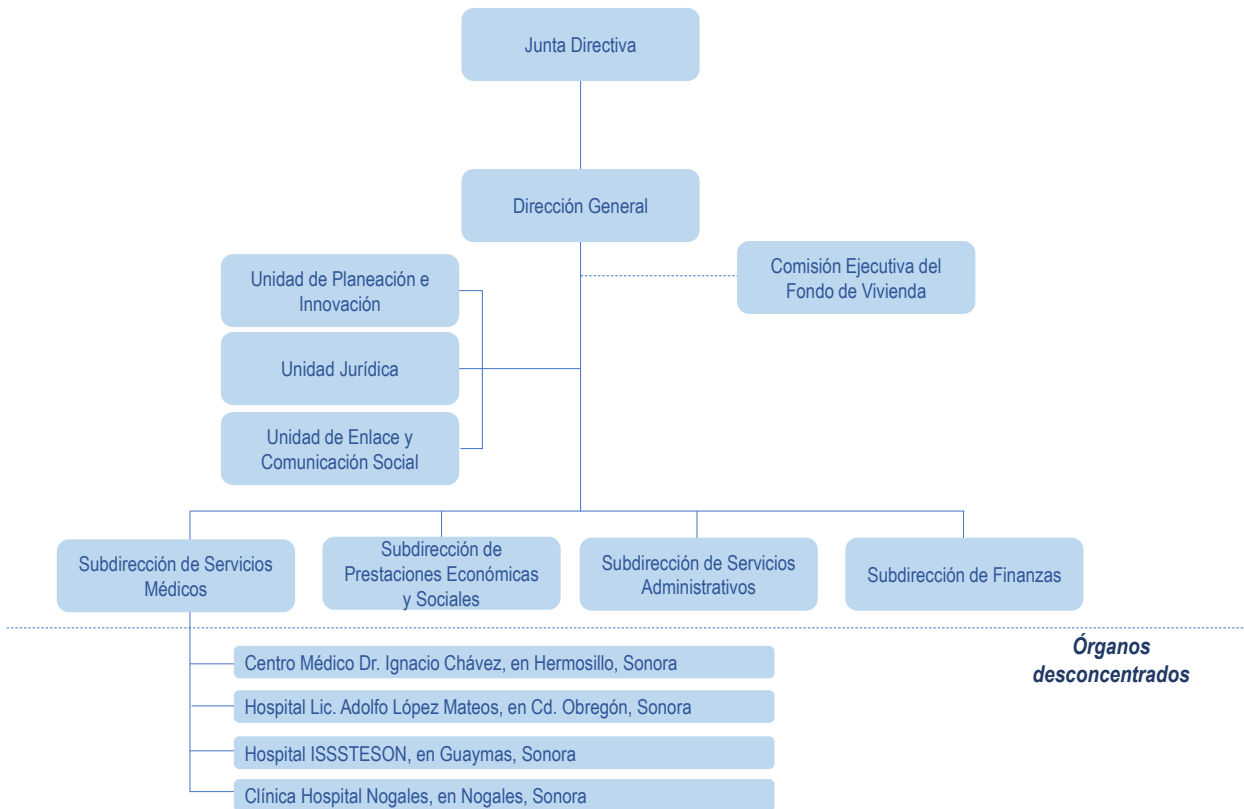 Junta Directiva
Dirección General
Comisión Ejecutiva del
Fondo de Vivienda
Unidad de Planeación e
Innovación
Unidad Jurídica
Unidad de Enlace y
Comunicación Social
Subdirección de Servicios
Médicos
Subdirección de
Prestaciones Económicas
y Sociales
Subdirección de Servicios
Administrativos
Subdirección de Finanzas
Órganos
desconcentrados
Centro Médico Dr. Ignacio Chávez, en Hermosillo, Sonora
Hospital Lic. Adolfo López Mateos, en Cd. Obregón, Sonora
Hospital ISSSTESON, en Guaymas, Sonora
Clínica Hospital Nogales, en Nogales, Sonora